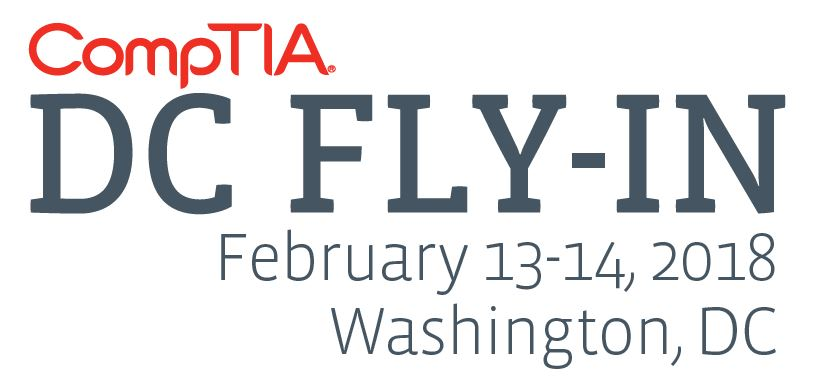 CompTIA®
DC FLY-IN
February 13-14, 2018
Washington, DC